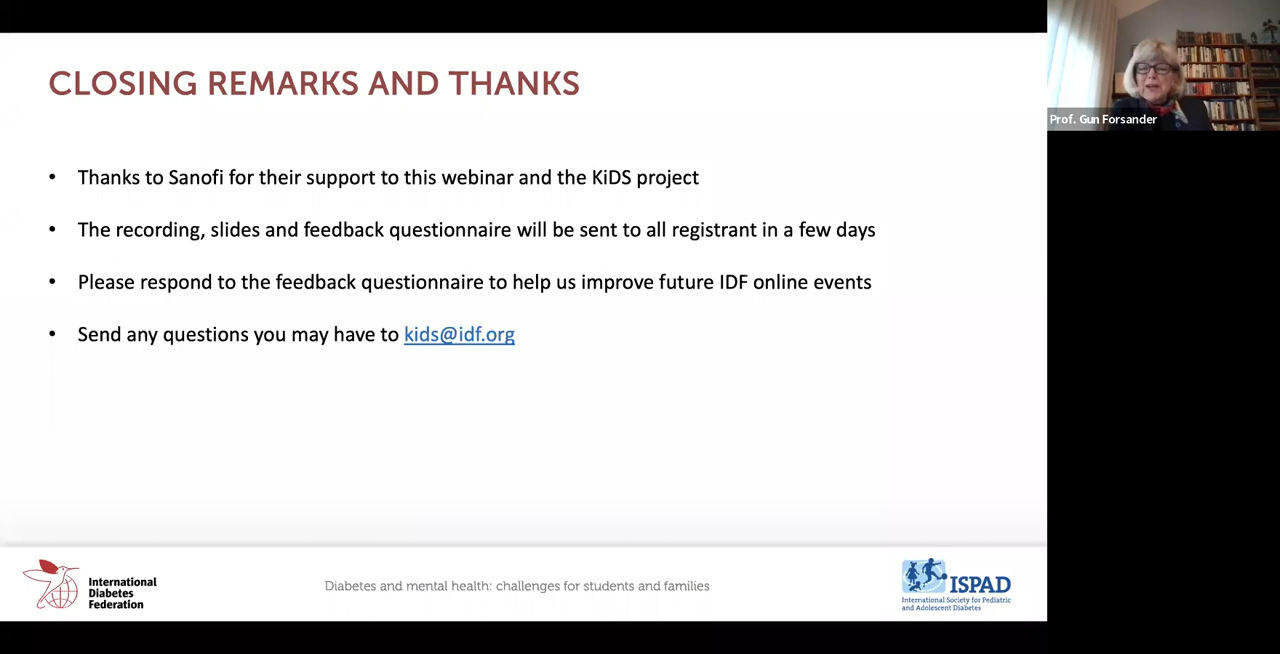 CLOSING REMARKS AND THANKS
Prof. Gun Forsander
• Thanks to Sanofi for their support to this webinar and the KiDS project
• The recording, slides and feedback questionnaire will be sent to all registrant in a few days
• Please respond to the feedback questionnaire to help us improve future IDF online events
• Send any questions you may have to kids@idf.org
International
Diabetes
Federation
Diabetes and mental health: challenges for students and families
ISPAD
International Society for Pediatric
and Adolescent Diabetes